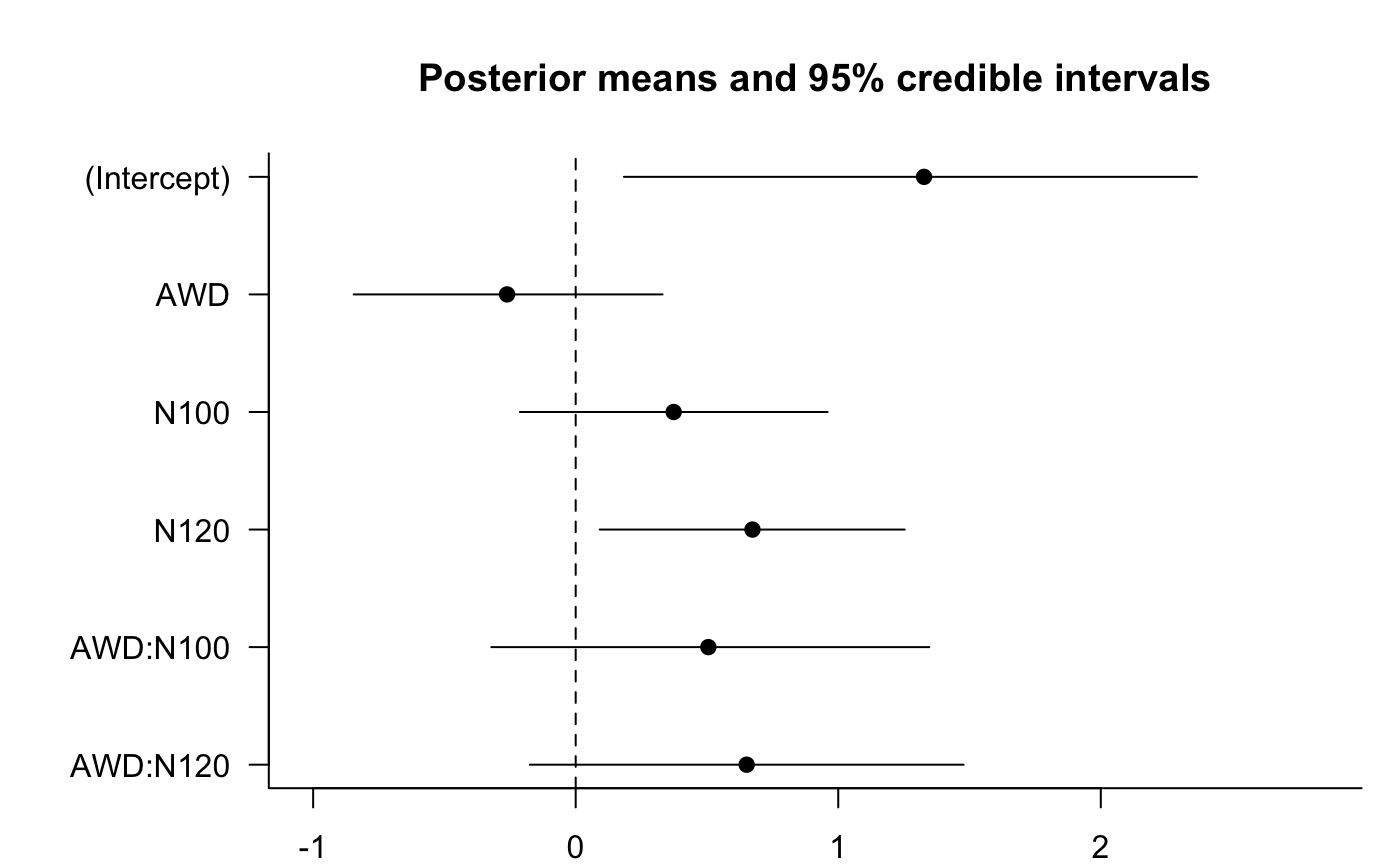 Posterior means and 95% credible intervals
(Intercept)
AWD
N100
N120
AWD:N100
AWD:N120
-1 0 1 2